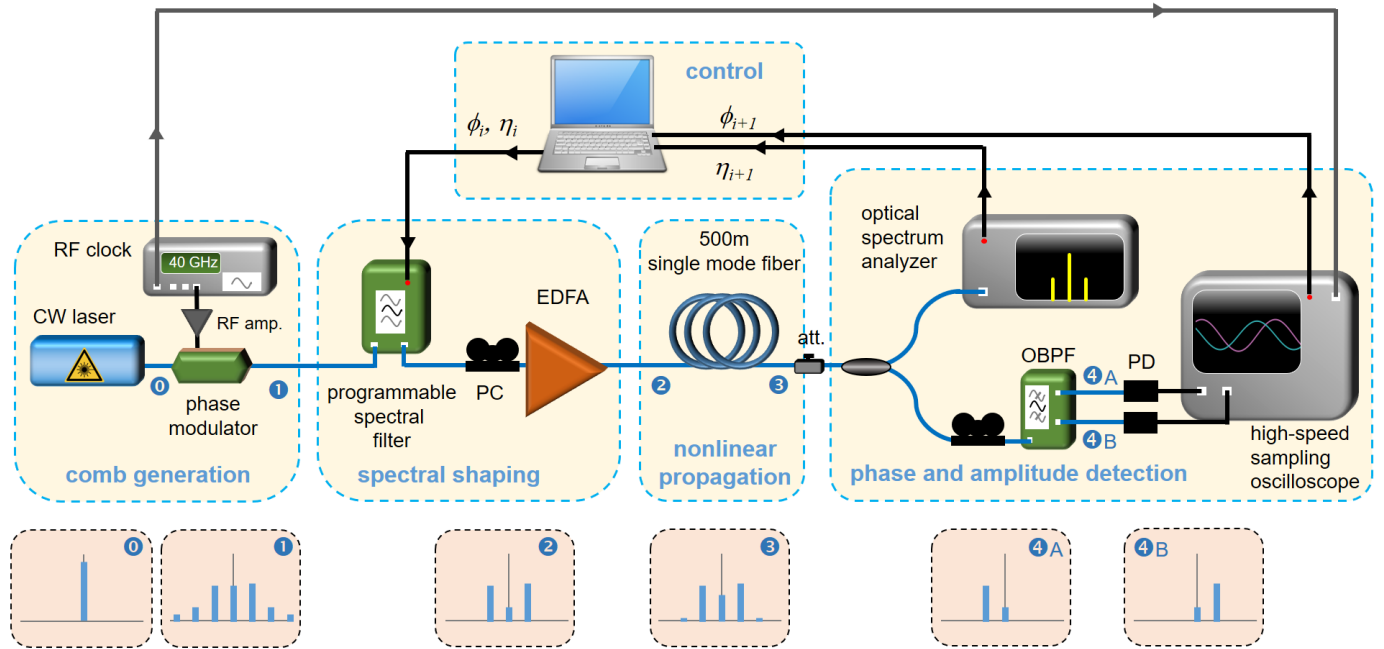 control
ϕi, ηi
ϕi+1
ηi+1
RF clock
40 GHz
RF amp.
CW laser
0
1
phase
modulator
comb generation
programmable
spectral
filter
PC
EDFA
spectral shaping
500m
single mode fiber
2
3
nonlinear
propagation
att.
optical
spectrum
analyzer
OBPF
4A
4B
PD
high-speed
sampling
oscilloscope
phase and amplitude detection
0
1
2
3
4A
4B